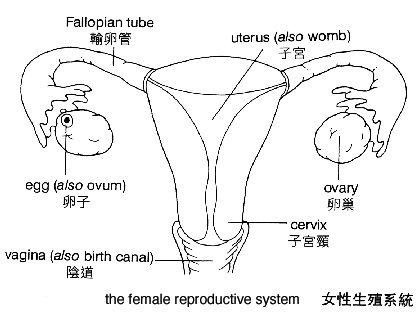 Fallopian tube
輸卵管
uterus (also womb)
子宮
egg (also ovum)
卵子
ovary
卵巢
cervix
子宮頸
vagina (also birth canal)
陰道
the female reproductive system 女性生殖系統